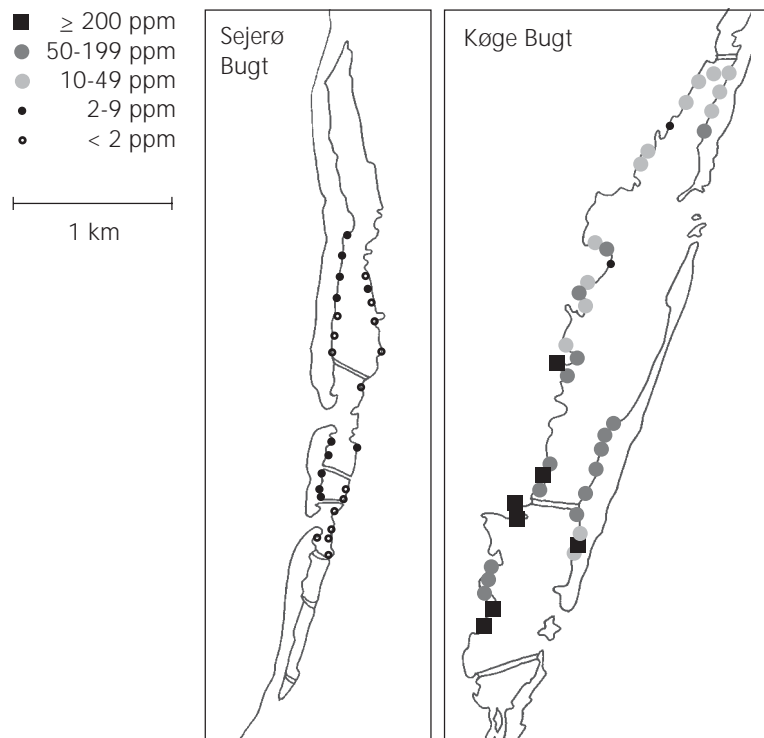 ≥ 200 ppm
50-199 ppm
10-49 ppm
2-9 ppm
< 2 ppm
1 km
Sejerø
Bugt
Køge Bugt